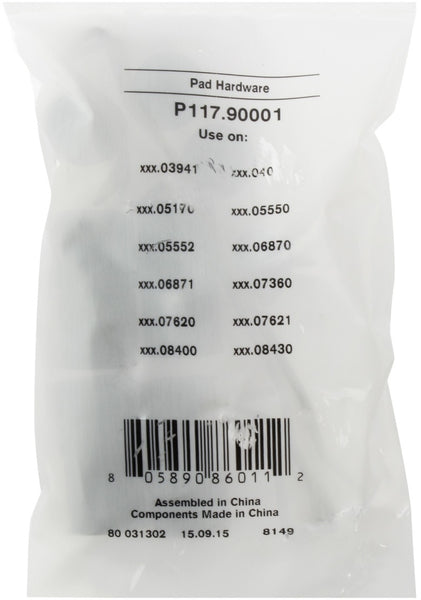 Pad Hardware
P117.90001
Use on:
xxx.03941
xxx.05550
xxx.05552 xxx.06870
xxx.06871 xxx.07360
xxx.07620 xxx.07621
xxx.08400 xxx.08430
8 05890 86011 2
Assembled in China
Components Made in China
80 031302 15.09.15 8149